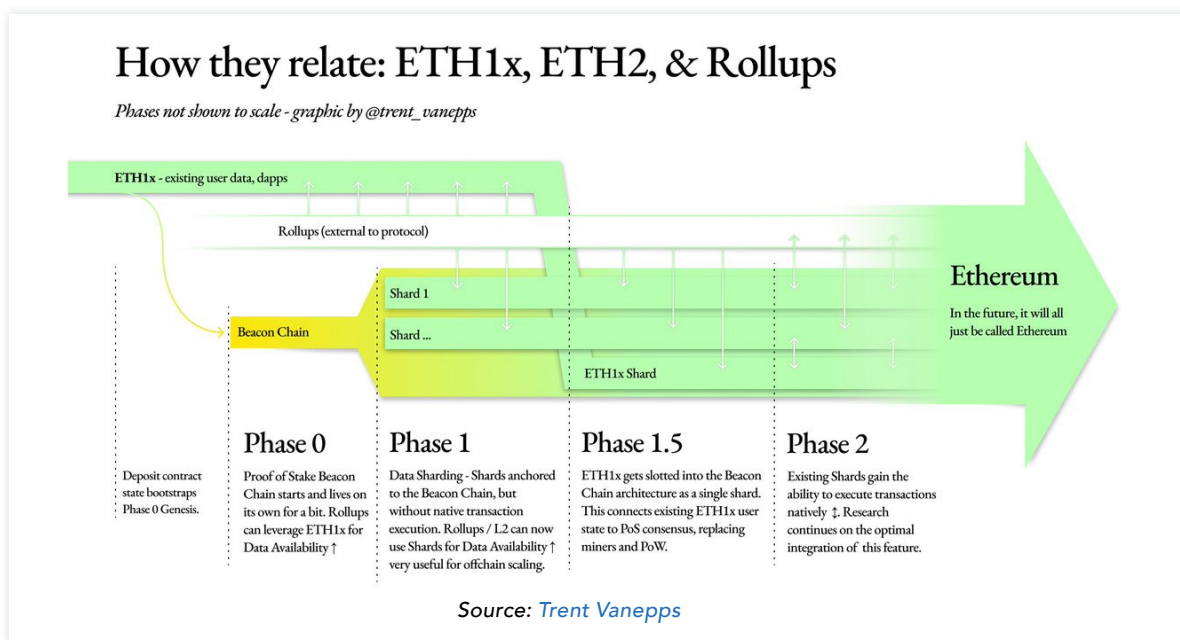 How they relate: ETH1x, ETH2, & Rollups
Phases not shown to scale - graphic by @trent_vanepps
ETH1x - existing user data, dapps
Rollups (external to protocol)
Shard 1
Beacon Chain
Shard ...
ETH1x Shard
Ethereum
In the future, it will all
just be called Ethereum
Deposit contract
state bootstraps
Phase 0 Genesis.
Phase 0
Proof of Stake Beacon
Chain starts and lives on
its own for a bit. Rollups
can leverage ETH1x for
Data Availability ↑
Phase 1
Data Sharding - Shards anchored
to the Beacon Chain, but
without native transaction
execution. Rollups / L2 can now
use Shards for Data Availability ↑
very useful for offchain scaling.
Phase 1.5
ETH1x gets slotted into the Beacon
Chain architecture as a single shard.
This connects existing ETH1x user
state to PoS consensus, replacing
miners and PoW.
Phase 2
Existing Shards gain the
ability to execute transactions
natively ↕. Research
continues on the optimal
integration of this feature.
Source: Trent Vanepps